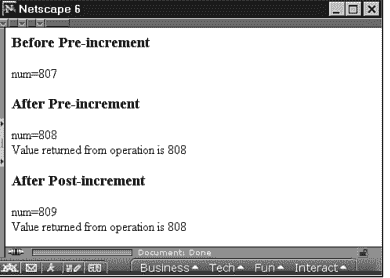 Netscape 6
Before Pre-increment
num=807
After Pre-increment
num=808
Value returned from operation is 808
After Post-increment
num=809
Value returned from operation is 808
Document: Done
Business Tech Fun Interact